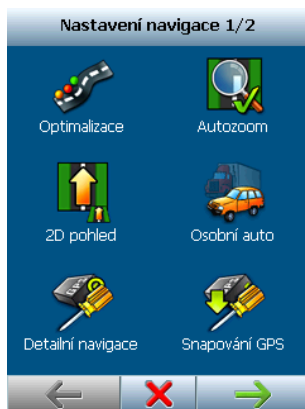 Nastavení navigace 1/2
Optimalizace
Autozoom
2D pohled
Osobní auto
Detailní navigace
Snapování GPS